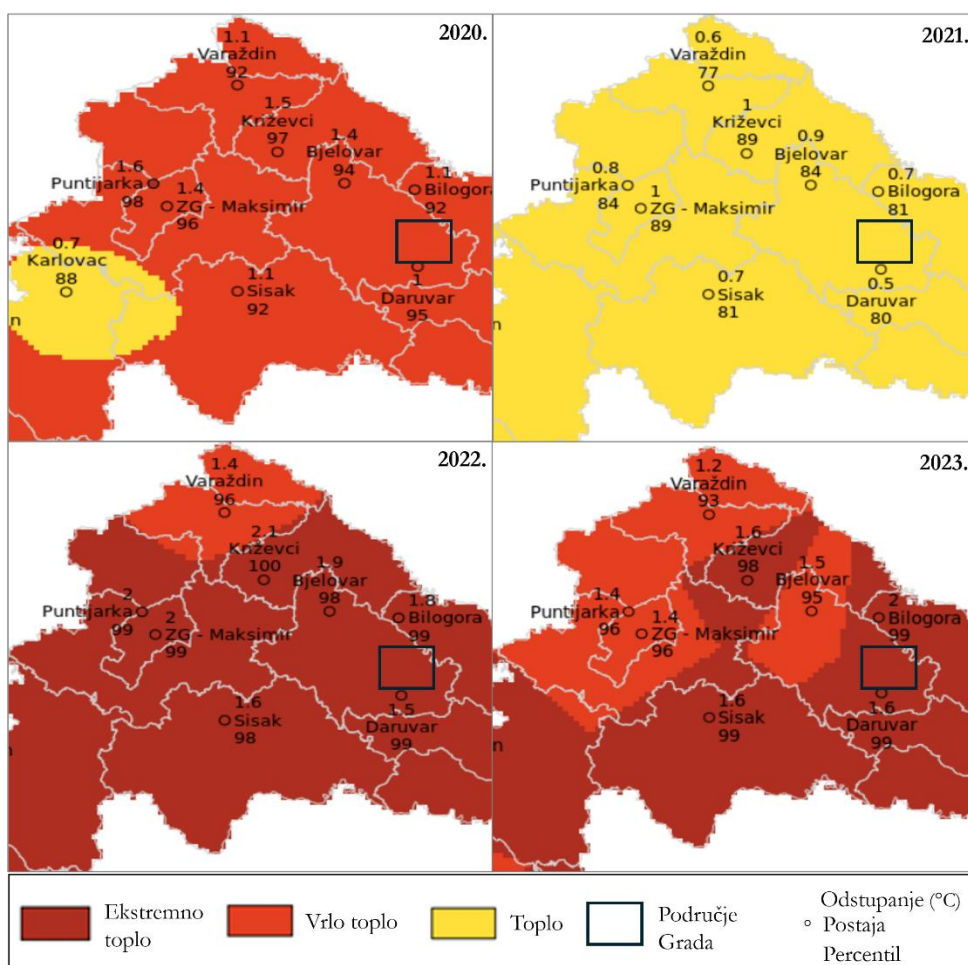 2020.
1.1
Varaždin
92
1.5
Križevci
97
1.4
Bjelovar
94
1.6
Puntijarka
98
1.4
ZG - Maksimir
96
1.1
Bilogora
92
0.7
Karlovac
88
1.1
Sisak
92
1
Daruvar
95
n
2021.
0.6
Varaždin
77
1
Križevci
89
0.9
Bjelovar
84
0.8
Puntijarka
84
1
ZG - Maksimir
89
0.7
Bilogora
81
0.7
Sisak
81
0.5
Daruvar
80
2022.
1.4
Varaždin
96
2.1
Križevci
100
1.9
Bjelovar
98
2
Puntijarka
99
2
ZG - Maksimir
99
1.8
Bilogora
99
1.6
Sisak
98
1.5
Daruvar
99
n
2023.
1.2
Varaždin
93
1.6
Križevci
98
1.5
Bjelovar
95
1.4
Puntijarka
96
1.4
ZG - Maksimir
96
2
Bilogora
99
1.6
Sisak
99
1.6
Daruvar
99
n
Ekstremno
toplo
Vrlo toplo
Toplo
Područje
Grada
Odstupanje (°C)
Postaja
Percentil